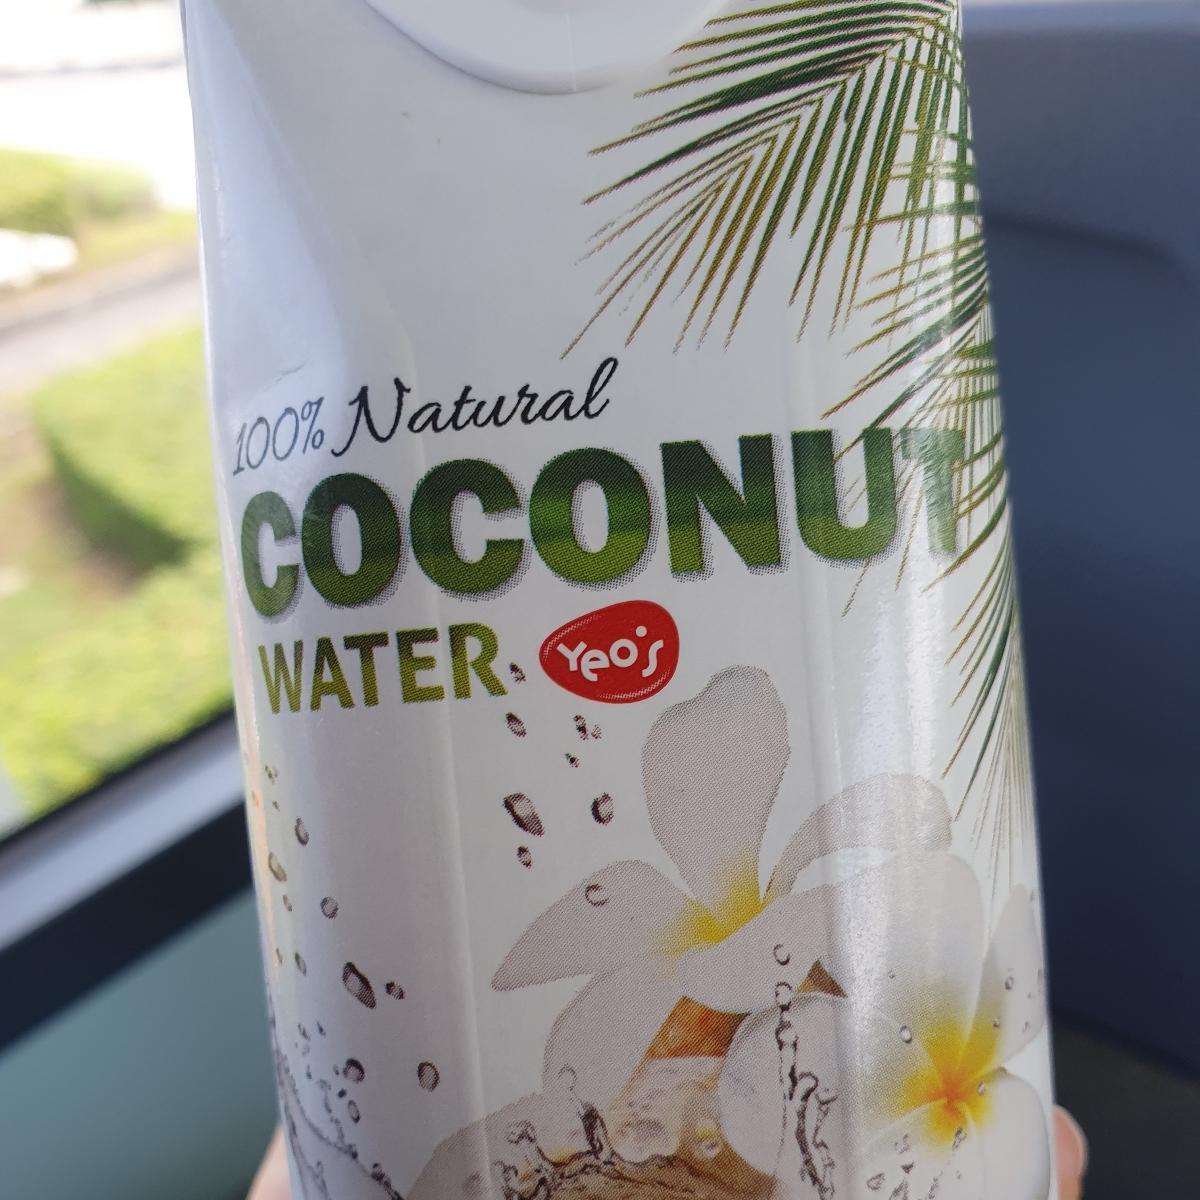 100% Natural
COCONUT
WATER
Yeo's